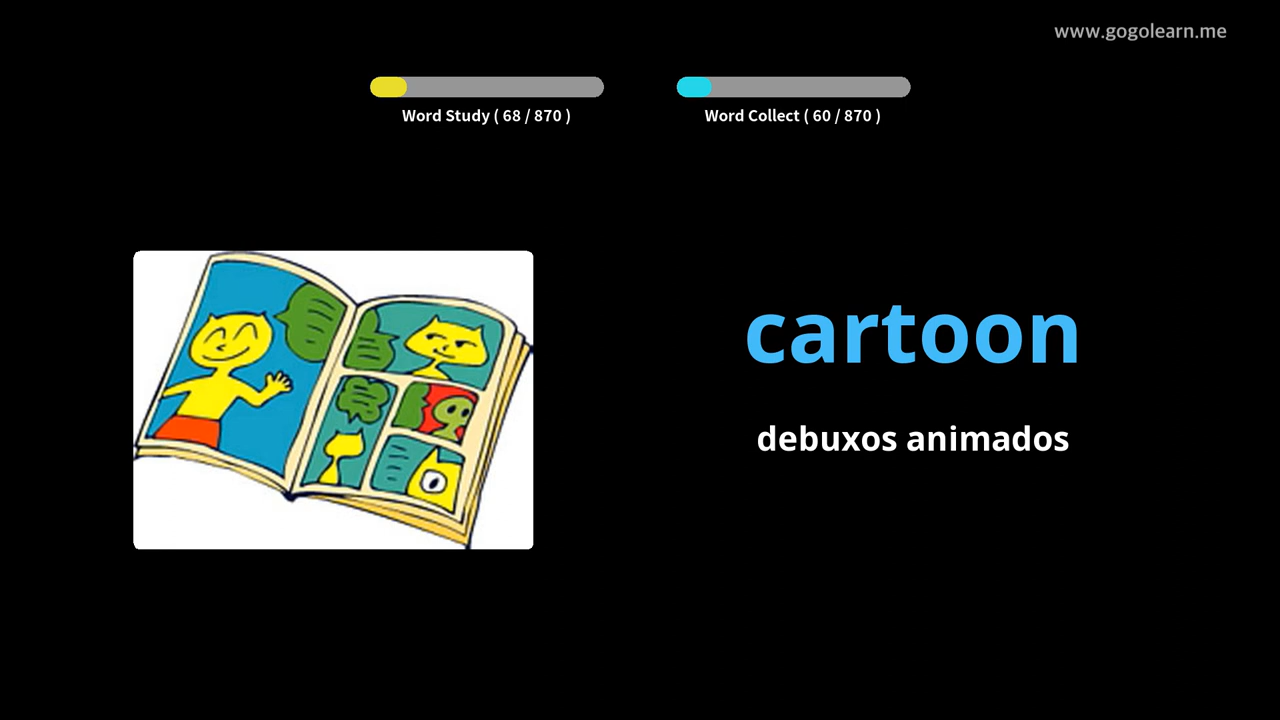 www.gogolearn.me
Word Study ( 68 / 870 )
Word Collect ( 60 / 870 )
cartoon
debuxos animados